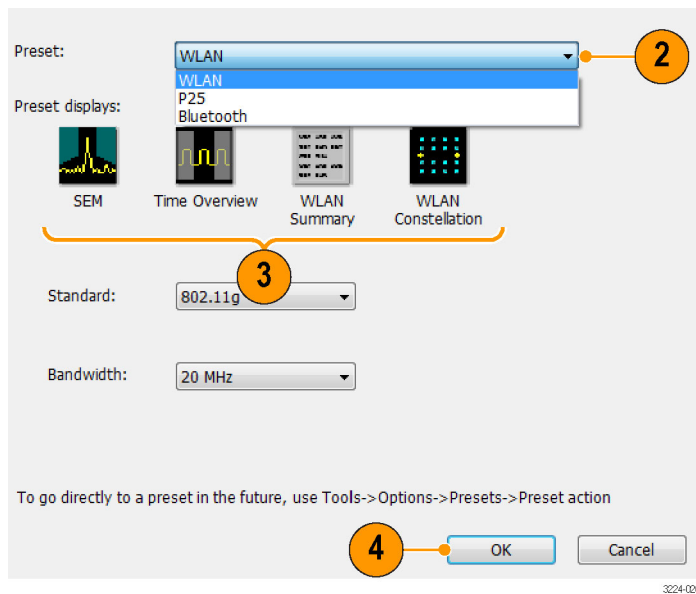 Preset:
WLAN
2
WLAN
P25
Bluetooth
Preset displays:
SEM
Time Overview
WLAN
Summary
WLAN
Constellation
3
Standard:
802.11g
Bandwidth:
20 MHz
To go directly to a preset in the future, use Tools->Options->Presets->Preset action
4
OK
Cancel